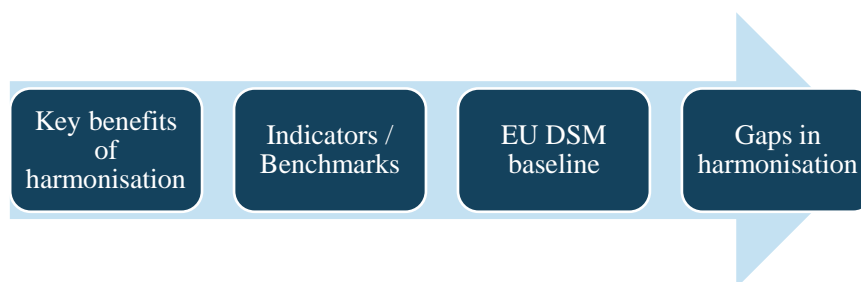 Key benefits
of
harmonisation
Indicators /
Benchmarks
EU DSM
baseline
Gaps in
harmonisation